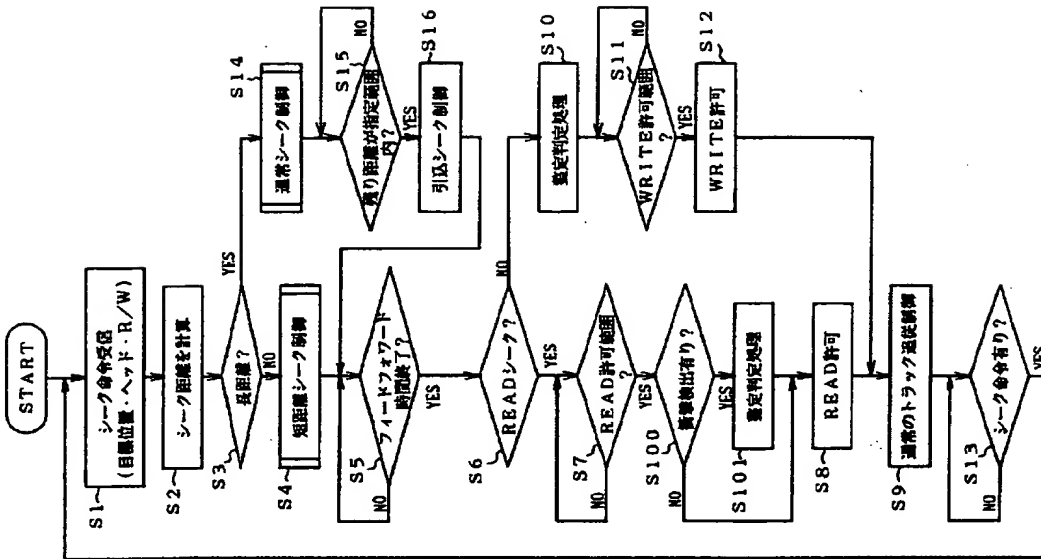 START
S1
シーク命令受信
(目標位置・ヘッド・R/W)
S2
シーク距離を計算
S3
長距離?
YES
NO
S4
短距離シーク制御
S5
フィードフォワード
時間終了?
NO
YES
S6
READシーク?
NO
YES
S7
READ許可範囲
?
NO
YES
S100
衝撃検出有り?
NO
YES
S101
整定判定処理
S8
READ許可
S9
通常のトラック追従制御
S13
シーク命令有り?
NO
YES
S14
通常シーク制御
S15
残り距離が指定範囲
内?
NO
YES
S16
引込シーク制御
S10
整定判定処理
S11
WRITE許可範囲
?
NO
YES
S12
WRITE許可